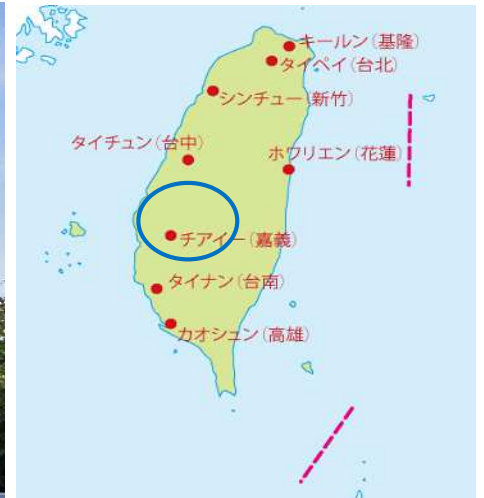 キールン(基隆)
タイペイ(台北)
シンチュー(新竹)
タイチュン(台中)
ホワリエン(花蓮)
チアイー(嘉義)
タイナン(台南)
カオシュン(高雄)